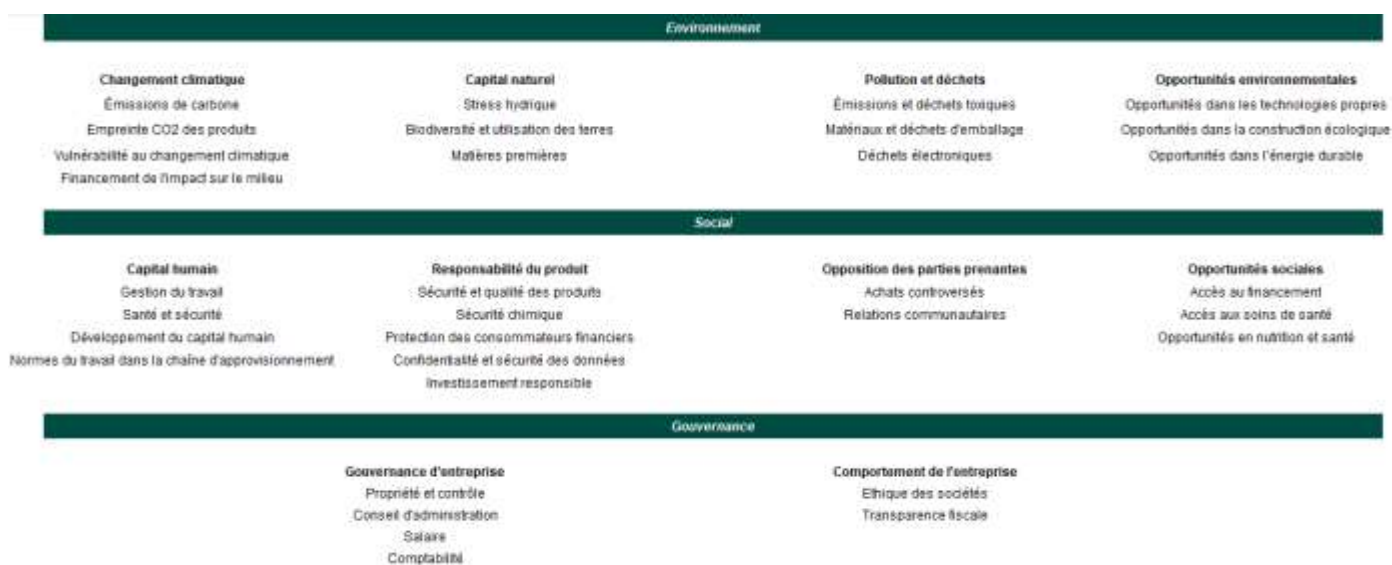 Environnement
Changement climatique
Émissions de carbone
Empreinte CO2 des produits
Vulnérabilité au changement climatique
Financement de l'impact sur le milieu
Capital naturel
Stress hydrique
Biodiversité et utilisation des terres
Matières premières
Pollution et déchets
Émissions et déchets toxiques
Matériaux et déchets d'emballage
Déchets électroniques
Opportunités environnementales
Opportunités dans les technologies propres
Opportunités dans la construction écologique
Opportunités dans l'énergie durable
Social
Capital humain
Gestion du travail
Santé et sécurité
Développement du capital humain
Normes du travail dans la chaîne d'approvisionnement
Responsabilité du produit
Sécurité et qualité des produits
Sécurité chimique
Protection des consommateurs financiers
Confidentialité et sécurité des données
Investissement responsable
Opposition des parties prenantes
Achats controversés
Relations communautaires
Opportunités sociales
Accès au financement
Accès aux soins de santé
Opportunités en nutrition et santé
Gouvernance
Gouvernance d'entreprise
Propriété et contrôle
Conseil d'administration
Salaire
Comptabilité
Comportement de l'entreprise
Ethique des sociétés
Transparence fiscale